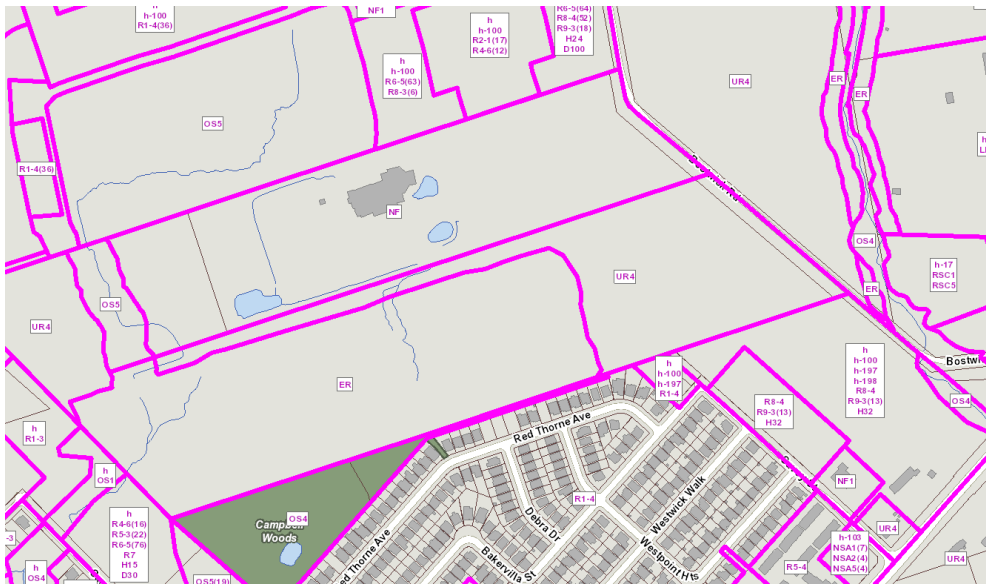 h
h-100
R1-4(36)
NF1
h
h-100
R6-5(63)
R8-3(6)
h
h-100
R2-1(17)
R4-6(12)
R6-5(64)
R8-4(52)
R9-3(18)
H24
D100
UR4
ER
ER
OS5
R1-4(36)
NF
OS4
h-17
RSC1
RSC5
ER
UR4
OS5
UR4
Bostwi
ER
h
h-100
h-197
R1-4
h
h-100
h-197
h-198
R8-4
R9-3(13)
H32
R8-4
R9-3(13)
H32
OS4
Red Thorne Ave
h
R1-3
h
OS1
R1-4
Westwick Walk
NF1
h
R4-6(16)
R5-3(22)
R6-5(76)
R7
H15
D30
OS4
Woods
Debra Dr
UR4
-3
h-103
NSA1(7)
NSA2(4)
NSA5(4)
Westpoint Hts
Bakervilla St
ed Thorne Ave
R5-4
UR4
h
OS4
OS5(19)